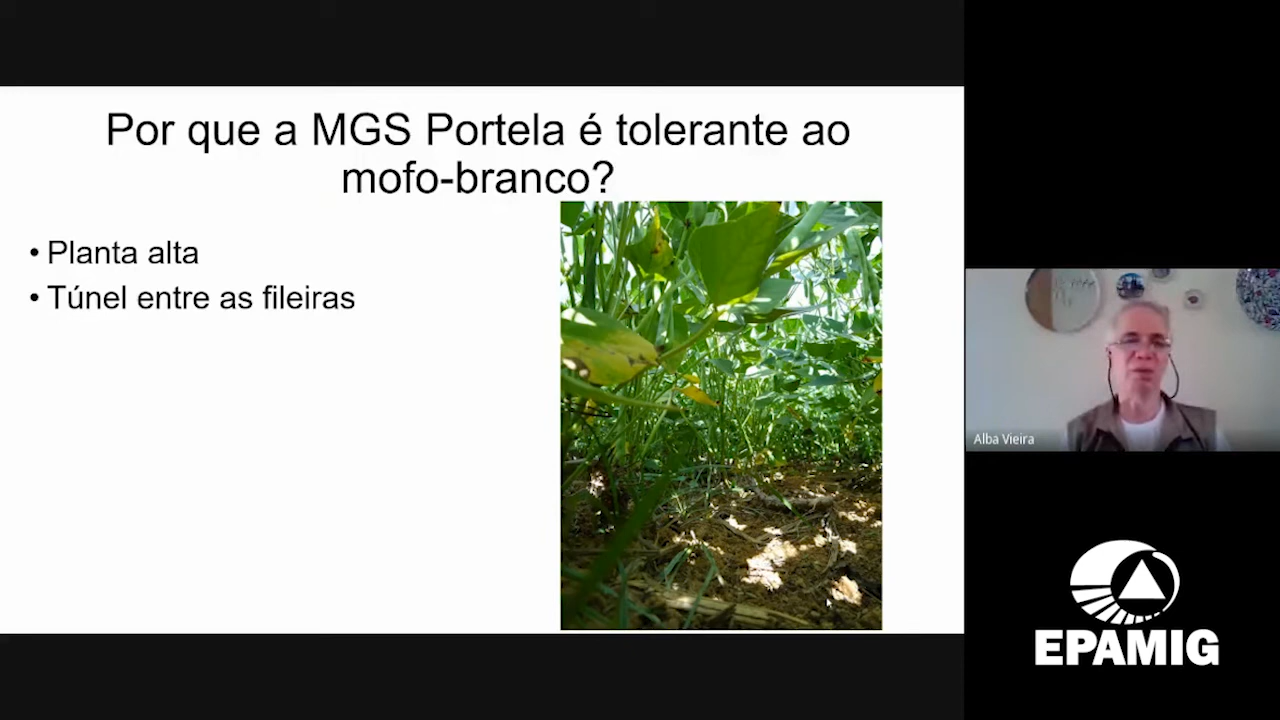 Por que a MGS Portela é tolerante ao
mofo-branco?
• Planta alta
• Túnel entre as fileiras
Alba Vieira
EPAMIG